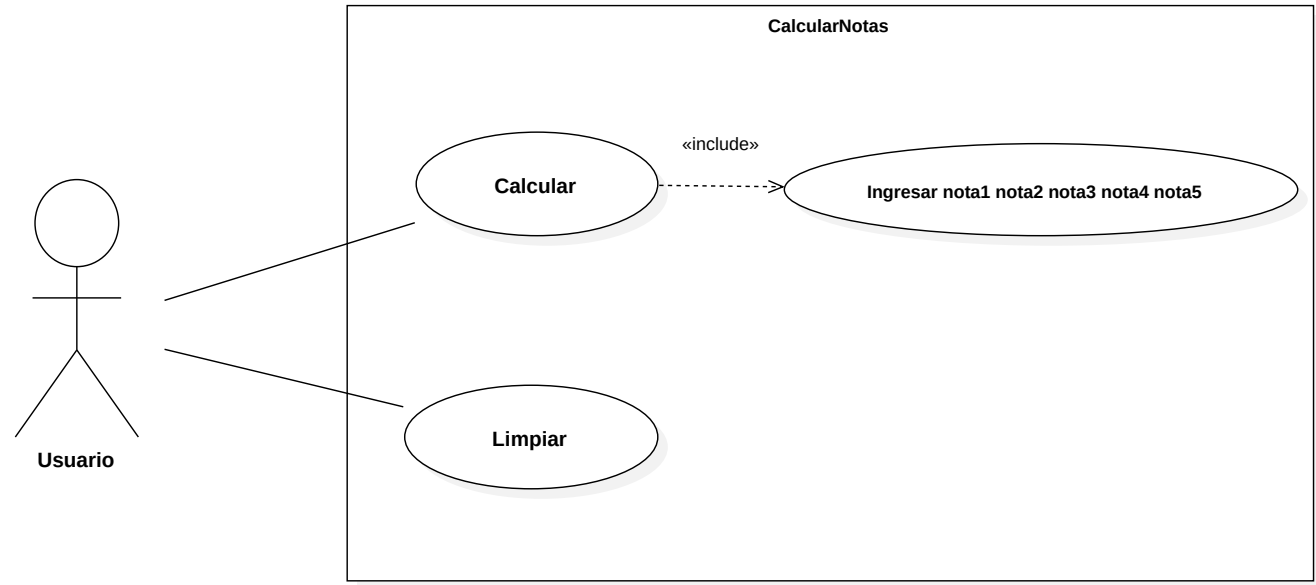 CalcularNotas
«include»
Calcular
Ingresar nota1 nota2 nota3 nota4 nota5
Limpiar
Usuario